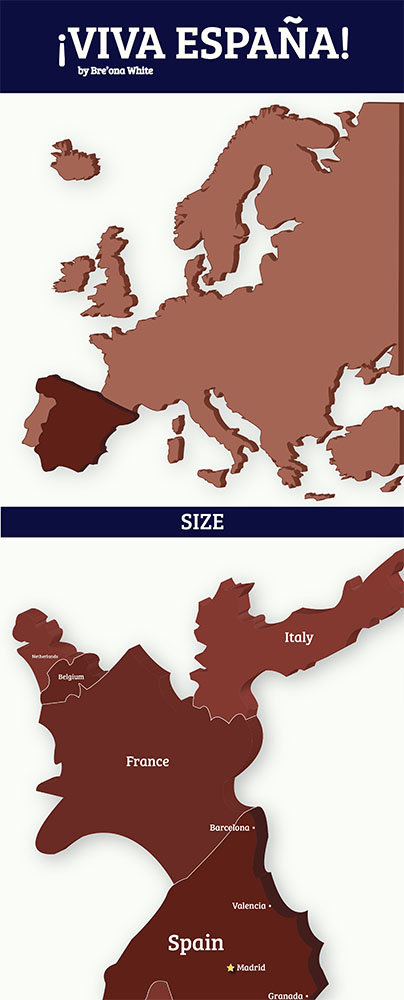 ¡VIVA ESPAÑA!
by Bre'ona White
SIZE
Italy
Netherlands
Belgium
France
Barcelona
Valencia
Spain
Madrid
Granada